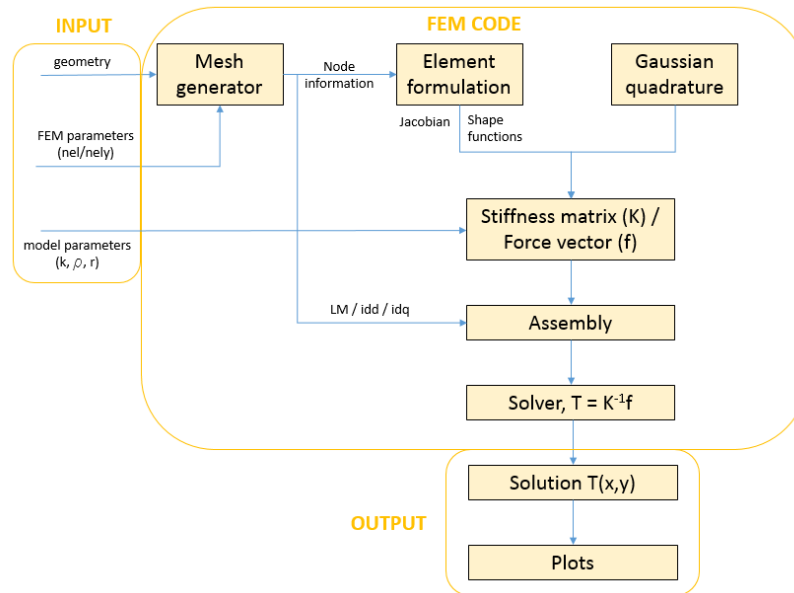 INPUT
FEM CODE
geometry
Mesh
generator
Node
information
Element
formulation
Gaussian
quadrature
FEM parameters
(nel/nely)
Jacobian
Shape
functions
Stiffness matrix (K) /
Force vector (f)
model parameters
(k, ρ, r)
LM / idd / idq
Assembly
Solver, T = K⁻¹f
Solution T(x,y)
OUTPUT
Plots